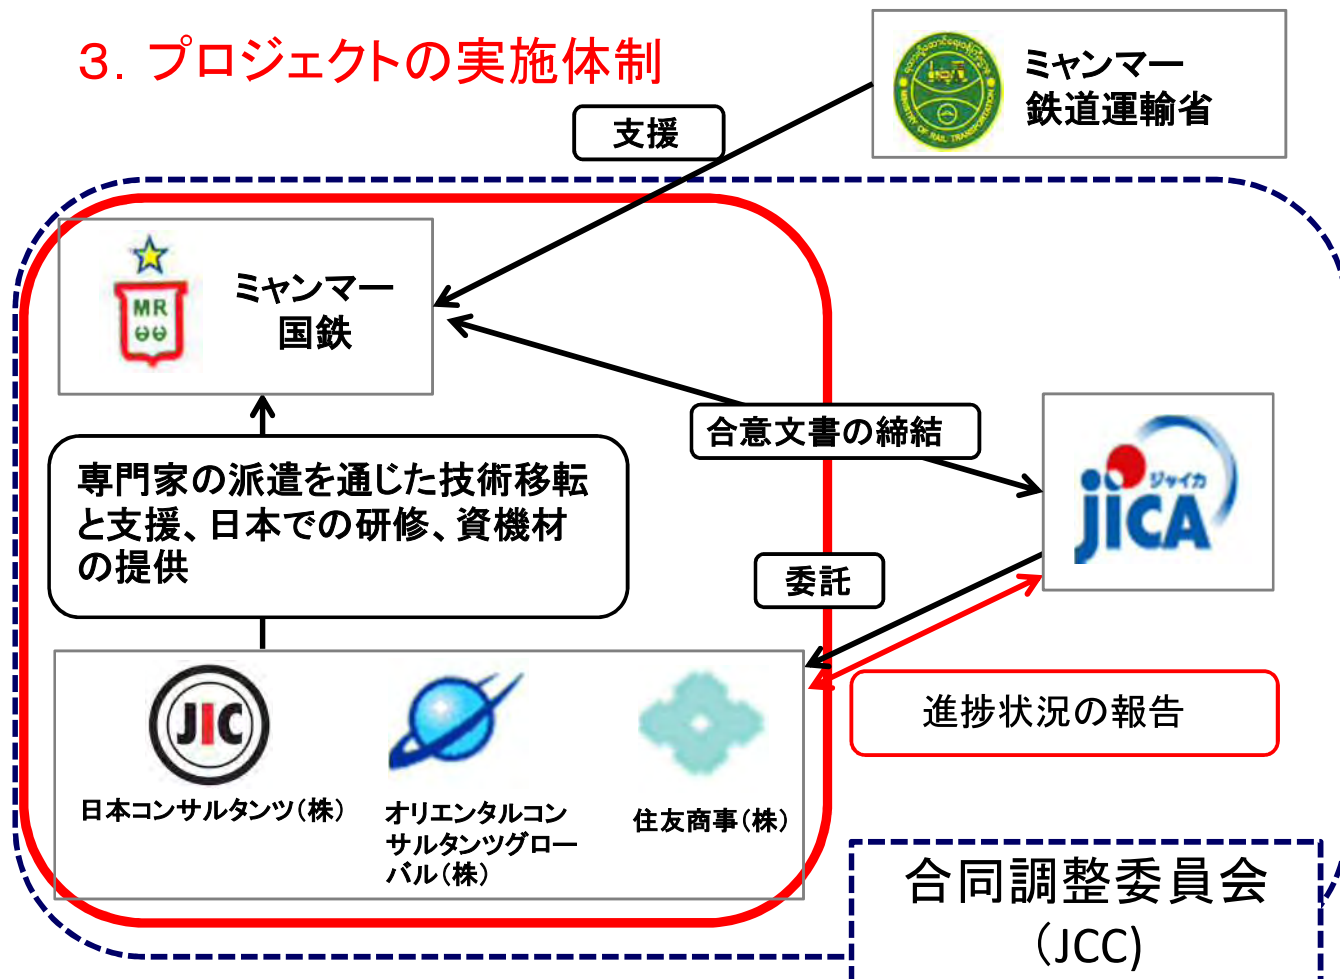 3. プロジェクトの実施体制
ミャンマー
鉄道運輸省
MINISTRY OF RAIL TRANSPORTATION
支援
MR
ミャンマー
国鉄
合意文書の締結
ジャイカ
JICA
専門家の派遣を通じた技術移転
と支援、日本での研修、資機材
の提供
委託
進捗状況の報告
JIC
日本コンサルタンツ(株)
オリエンタルコン
サルタンツグロー
バル(株)
住友商事(株)
合同調整委員会
(JCC)